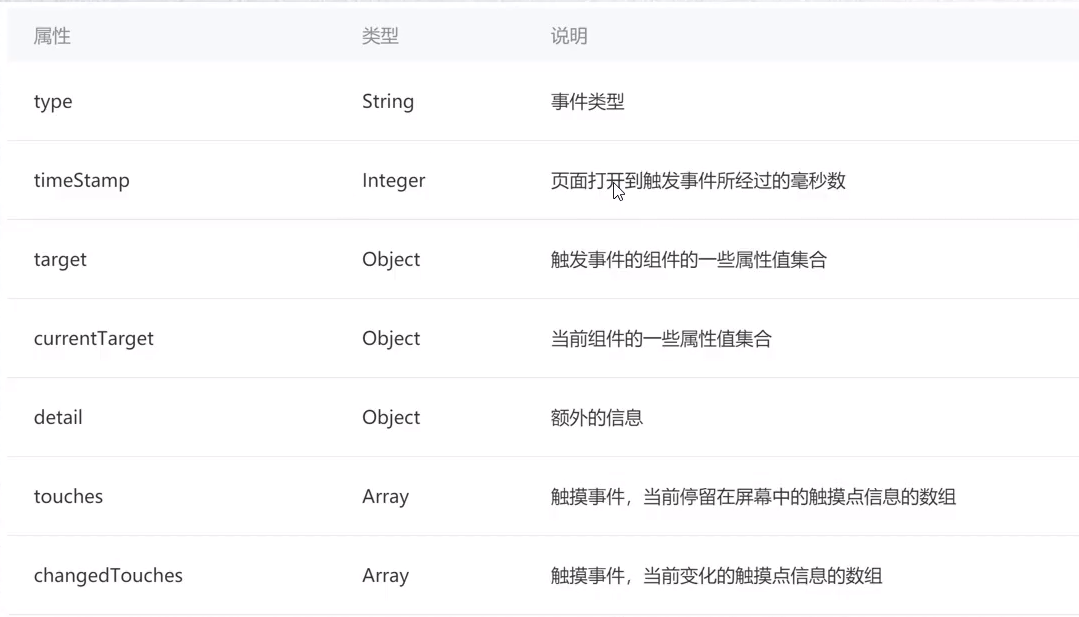 属性 类型 说明
type String 事件类型
timeStamp Integer 页面打开到触发事件所经过的毫秒数
target Object 触发事件的组件的一些属性值集合
currentTarget Object 当前组件的一些属性值集合
detail Object 额外的信息
touches Array 触摸事件，当前停留在屏幕中的触摸点信息的数组
changedTouches Array 触摸事件，当前变化的触摸点信息的数组